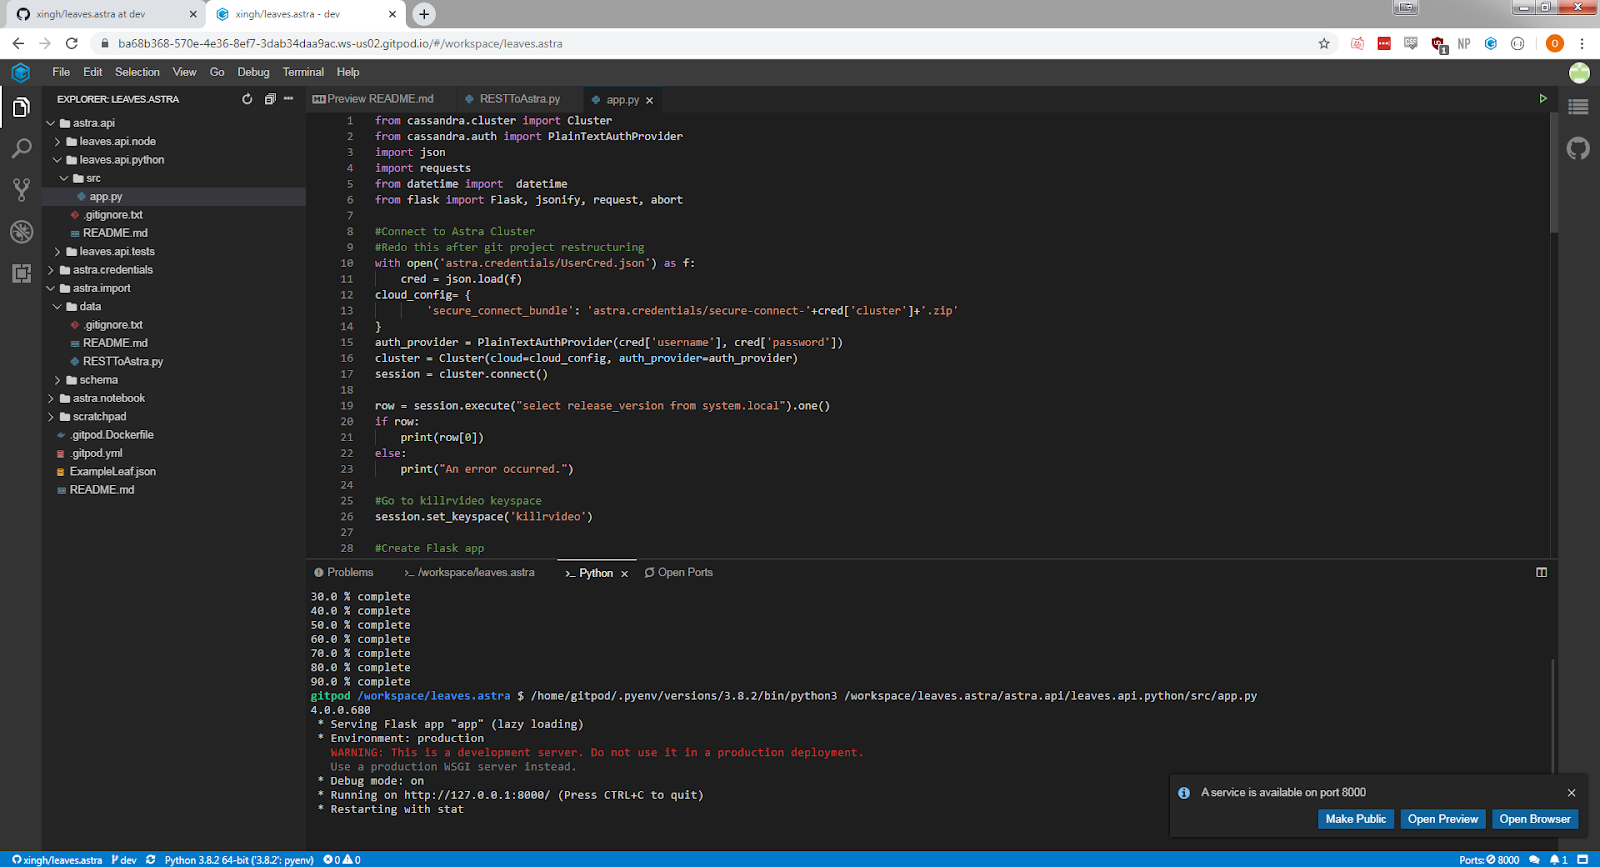 xingh/leaves.astra at dev
xingh/leaves.astra - dev
ba68b368-570e-4e36-8ef7-3dab34daa9ac.ws-us02.gitpod.io/#/workspace/leaves.astra
NP
1
O
File Edit Selection View Go Debug Terminal Help
EXPLORER: LEAVES.ASTRA
astra.api
leaves.api.node
leaves.api.python
src
app.py
.gitignore.txt
README.md
leaves.api.tests
astra.credentials
astra.import
data
.gitignore.txt
README.md
RESTToAstra.py
schema
astra.notebook
scratchpad
.gitpod.Dockerfile
.gitpod.yml
ExampleLeaf.json
README.md
Preview README.md RESTToAstra.py app.py
1 from cassandra.cluster import Cluster
2 from cassandra.auth import PlainTextAuthProvider
3 import json
4 import requests
5 from datetime import  datetime
6 from flask import Flask, jsonify, request, abort
7
8 #Connect to Astra Cluster
9 #Redo this after git project restructuring
10 with open('astra.credentials/UserCred.json') as f:
11     cred = json.load(f)
12 cloud_config= {
13         'secure_connect_bundle': 'astra.credentials/secure-connect-'+cred['cluster']+'.zip'
14 }
15 auth_provider = PlainTextAuthProvider(cred['username'], cred['password'])
16 cluster = Cluster(cloud=cloud_config, auth_provider=auth_provider)
17 session = cluster.connect()
18
19 row = session.execute("select release_version from system.local").one()
20 if row:
21     print(row[0])
22 else:
23     print("An error occurred.")
24
25 #Go to killrvideo keyspace
26 session.set_keyspace('killrvideo')
27
28 #Create Flask app
Problems >_ /workspace/leaves.astra >_ Python Open Ports
30.0 % complete
40.0 % complete
50.0 % complete
60.0 % complete
70.0 % complete
80.0 % complete
90.0 % complete
gitpod /workspace/leaves.astra $ /home/gitpod/.pyenv/versions/3.8.2/bin/python3 /workspace/leaves.astra/astra.api/leaves.api.python/src/app.py
4.0.0.680
* Serving Flask app "app" (lazy loading)
* Environment: production
WARNING: This is a development server. Do not use it in a production deployment.
Use a production WSGI server instead.
* Debug mode: on
* Running on http://127.0.0.1:8000/ (Press CTRL+C to quit)
* Restarting with stat
A service is available on port 8000
Make Public Open Preview Open Browser
xingh/leaves.astra dev Python 3.8.2 64-bit ('3.8.2': pyenv) 0 0 Ports: 8000 1